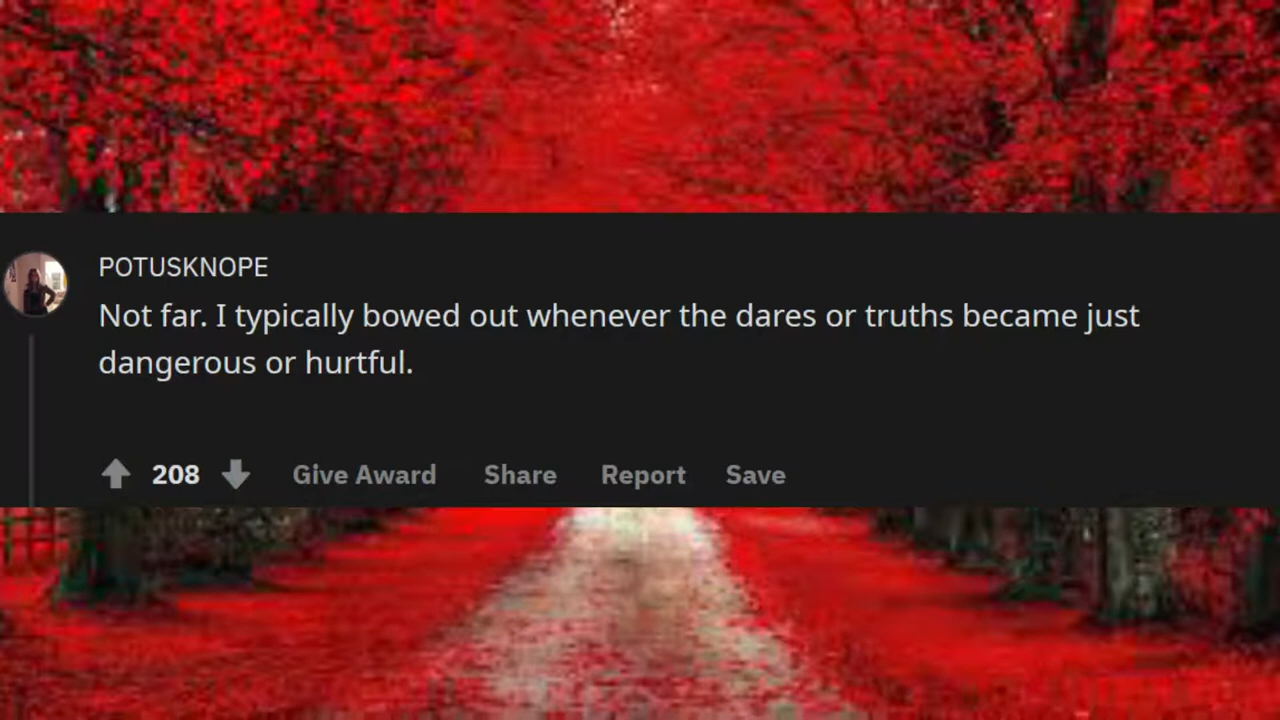 POTUSKNOPE
Not far. I typically bowed out whenever the dares or truths became just
dangerous or hurtful.
208 Give Award Share Report Save